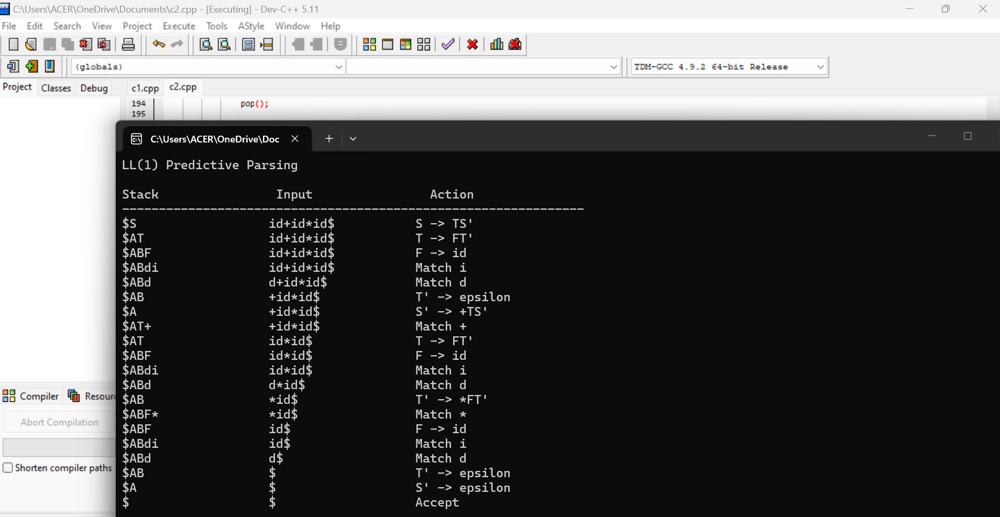 C:\Users\ACER\OneDrive\Documents\c2.cpp - [Executing] - Dev-C++ 5.11
File Edit Search View Project Execute Tools AStyle Window Help
(globals) TDM-GCC 4.9.2 64-bit Release
Project Classes Debug c1.cpp c2.cpp
194 pop();
195
C:\Users\ACER\OneDrive\Doc
LL(1) Predictive Parsing
Stack Input Action
---------------------------------------------------------------
$S id+id*id$ S -> TS'
$AT id+id*id$ T -> FT'
$ABF id+id*id$ F -> id
$ABdi id+id*id$ Match i
$ABd d+id*id$ Match d
$AB +id*id$ T' -> epsilon
$A +id*id$ S' -> +TS'
$AT+ +id*id$ Match +
$AT id*id$ T -> FT'
$ABF id*id$ F -> id
$ABdi id*id$ Match i
$ABd d*id$ Match d
$AB *id$ T' -> *FT'
$ABF* *id$ Match *
$ABF id$ F -> id
$ABdi id$ Match i
$ABd d$ Match d
$AB $ T' -> epsilon
$A $ S' -> epsilon
$ $ Accept
Compiler Resour
Abort Compilation
Shorten compiler paths